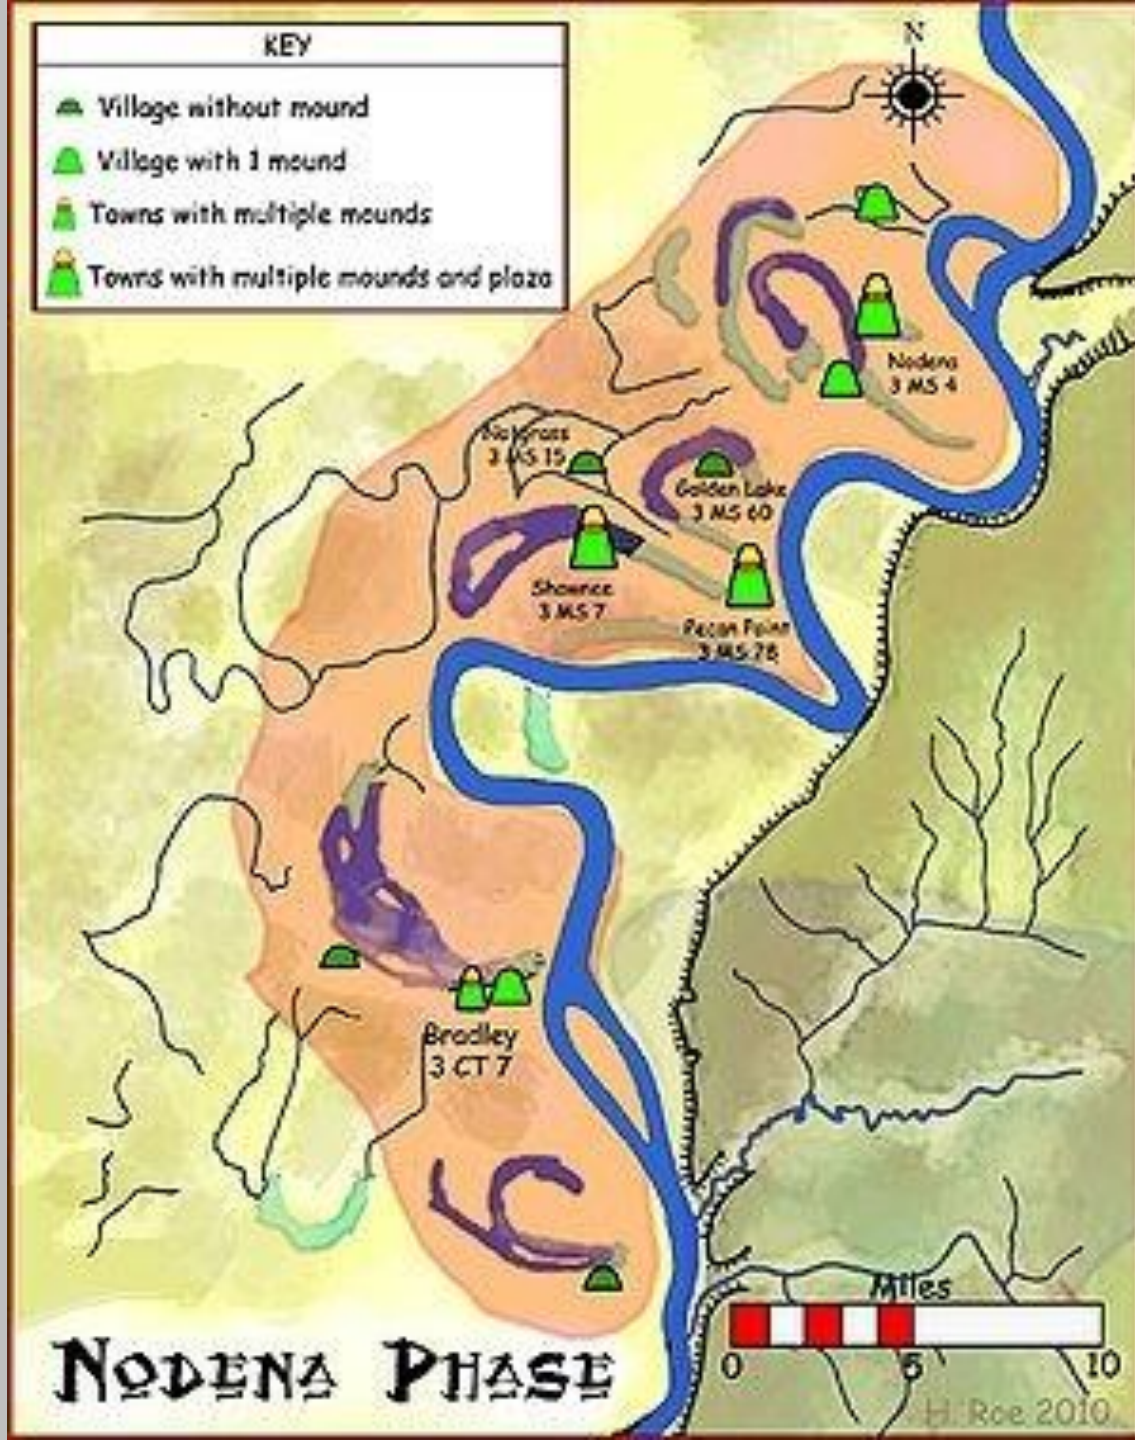 KEY
Village without mound
Village with 1 mound
Towns with multiple mounds
Towns with multiple mounds and plaza
N
Nodena
3 MS 4
Notgrass
3 MS 15
Golden Lake
3 MS 60
Shawnee
3 MS 7
Pecan Point
3 MS 78
Bradley
3 CT 7
Miles
0 5 10
NODENA PHASE
H. Roe 2010